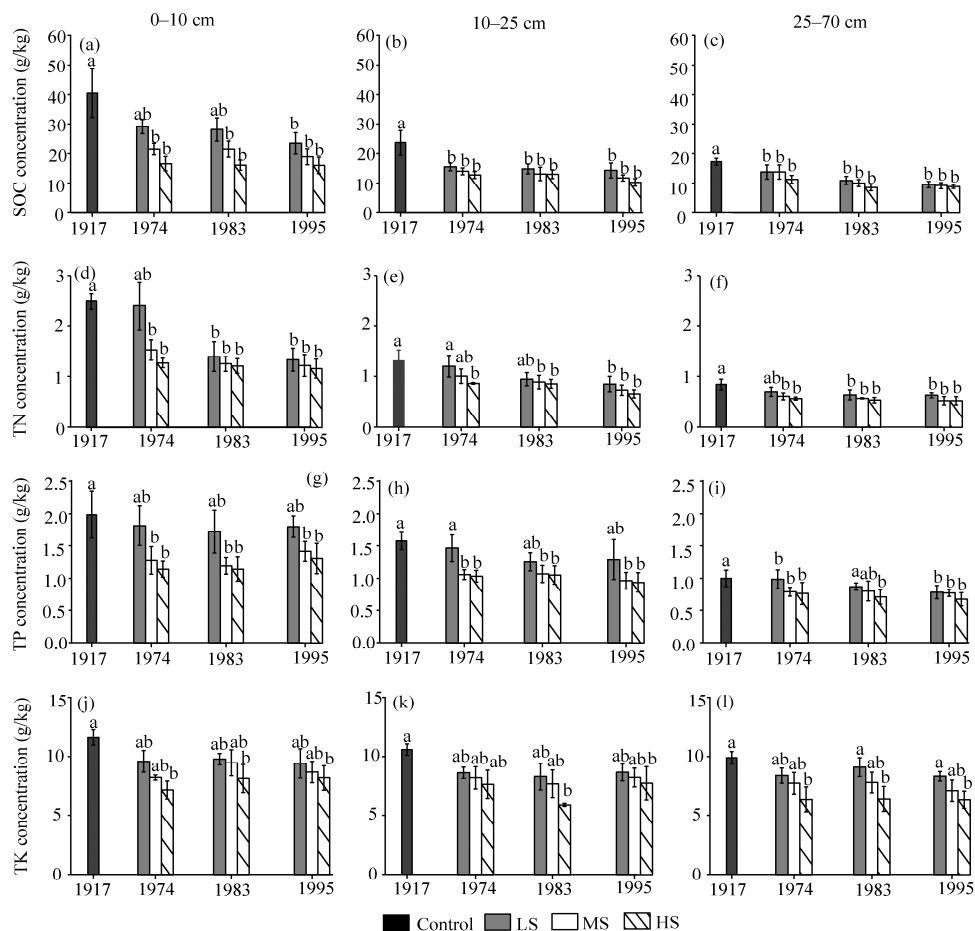 0–10 cm 10–25 cm 25–70 cm
SOC concentration (g/kg)
60 50 40 30 20 10 0
(a)
a ab b b ab b b b b b
1917 1974 1983 1995
60 50 40 30 20 10 0
(b)
a b b b b b b b b b
1917 1974 1983 1995
60 50 40 30 20 10 0
(c)
a b b b b b b b b b
1917 1974 1983 1995
TN concentration (g/kg)
3 2 1 0
(d)
a ab b b b b b b b b
1917 1974 1983 1995
3 2 1 0
(e)
a a ab b ab b b b b b
1917 1974 1983 1995
3 2 1 0
(f)
a ab b b b b b b b b
1917 1974 1983 1995
TP concentration (g/kg)
2.5 2.0 1.5 1.0 0.5 0.0
(g)
a ab b b ab b b ab b b
1917 1974 1983 1995
2.5 2.0 1.5 1.0 0.5 0.0
(h)
a a b b ab b b ab b b
1917 1974 1983 1995
2.5 2.0 1.5 1.0 0.5 0.0
(i)
a b b b a ab b b b b
1917 1974 1983 1995
TK concentration (g/kg)
15 10 5 0
(j)
a ab ab b ab ab b ab ab b
1917 1974 1983 1995
15 10 5 0
(k)
a ab ab ab ab ab b ab ab b
1917 1974 1983 1995
15 10 5 0
(l)
a ab ab b a ab b a ab b
1917 1974 1983 1995
Control LS MS HS